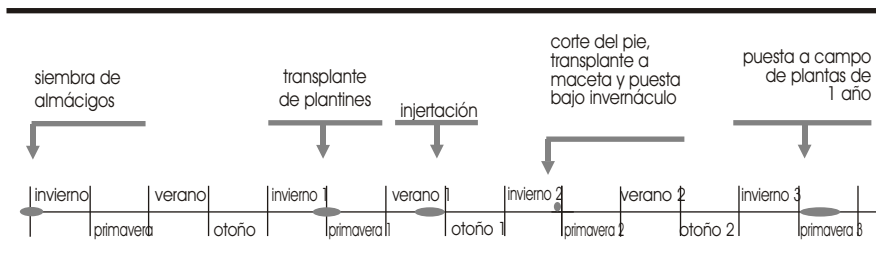 siembra de
almácigos
transplante
de plantines
injertación
corte del pie,
transplante a
maceta y puesta
bajo invernáculo
puesta a campo
de plantas de
1 año
invierno
primavera
verano
otoño
invierno 1
primavera 1
verano 1
otoño 1
invierno 2
primavera 2
verano 2
otoño 2
invierno 3
primavera 3